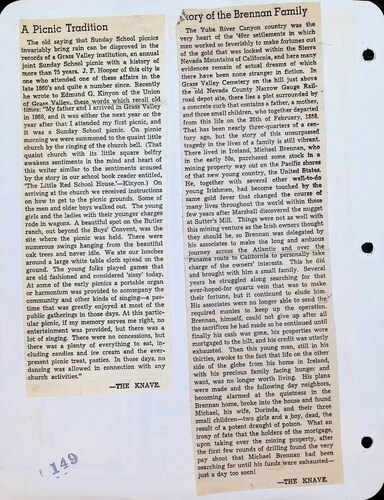 A Picnic Tradition
The old saying that Sunday School picnics
invariably bring rain can be disproved in the
records of a Grass Valley institution, an annual
joint Sunday School picnic with a history of
more than 75 years. J. F. Hooper of this city is
one who attended one of these affairs in the
late 1860's and quite a number since. Recently
he wrote to Edmund G. Kinyon of the Union
of Grass Valley, these words which recall old
times: "My father and I arrived in Grass Valley
in 1868, and it was either the next year or the
year after that I attended my first picnic, and
it was a Sunday School picnic. On picnic
morning we were summoned to the quaint little
church by the ringing of the church bell. (That
quaint church with its little square belfry
awakens sentiments in the mind and heart of
this writer similar to the sentiments aroused
by the story in our school book reader entitled,
'The Little Red School House.'—Kinyon.) On
arriving at the church we received instructions
on how to get to the picnic grounds. Some of
the men and older boys walked out. The young
girls and the ladies with their younger charges
rode in wagons. A beautiful spot on the Butler
ranch, out beyond the Boys' Convent, was the
site where the picnic was held. There were
numerous swings hanging from the beautiful
oak trees and never idle. We ate our lunches
around a large white table cloth spread on the
ground. The young folks played games that
are old fashioned and considered 'sissy' today.
At some of the early picnics a portable organ
or harmonium was provided to accompany the
community and other kinds of singing—a pas-
time that was greatly enjoyed at most of the
public gatherings in those days. At this partic-
ular picnic, if my memory serves me right, no
entertainment was provided, but there was a
lot of singing. There were no concessions, but
there was a plenty of everything to eat, in-
cluding candies and ice cream and the ever-
present picnic treat, pasties. In those days, no
dancing was allowed in connection with any
church activities."
—THE KNAVE.
149
ory of the Brennan Family
The Yuba River Canyon country was the
very heart of the '49er settlements in which
men worked so feverishly to make fortunes out
of the gold that was locked within the Sierra
Nevada Mountains of California, and here many
evidences remain of actual dreams of which
there have been none stranger in fiction. In
Grass Valley Cemetery on the hill just above
the old Nevada County Narrow Gauge Rail-
road depot site, there lies a plot surrounded by
a concrete curb that contains a father, a mother,
and three small children, who together departed
from this life on the 20th of February, 1858.
That has been nearly three-quarters of a cen-
tury ago, but the story of this unsurpassed
tragedy in the lives of a family is still vibrant.
There lived in Ireland, Michael Brennan, who
in the early 50s, purchased some stock in a
mining property way out on the Pacific shores
of that new young country, the United States.
He, together with several other well-to-do
young Irishmen, had become touched by the
same gold fever that changed the course of
many lives throughout the world within those
few years after Marshall discovered the nugget
at Sutter's Mill. Things were not as well with
this mining venture as the Irish owners thought
they should be, so Brennan was delegated by
his associates to make the long and arduous
journey across the Atlantic and over the
Panama route to California to personally take
charge of the owners' interests. This he did
and brought with him a small family. Several
years he struggled along searching for that
ever-hoped-for quartz vein that was to make
their fortune, but it continued to elude him.
His associates were no longer able to send the
required monies to keep up the operation.
Brennan, himself, could not give up after all
the sacrifices he had made so he continued until
finally his cash was gone, his properties were
mortgaged to the hilt, and his credit was utterly
exhausted. Then this young man, still in his
thirties, awoke to the fact that life on the other
side of the globe from his home in Ireland,
with his precious family facing hunger and
want, was no longer worth living. His plans
were made and the following day neighbors,
becoming alarmed at the quietness in the
Brennan home, broke into the house and found
Michael, his wife, Dorinda, and their three
small children—two girls and a boy, dead, the
result of a potent draught of poison. What an
irony of fate that the holders of the mortgage,
upon taking over the mining property, after
the first few rounds of drilling found the very
pay shoot that Michael Brennan had been
searching for until his funds were exhausted—
just a day too soon!
—THE KNAVE.